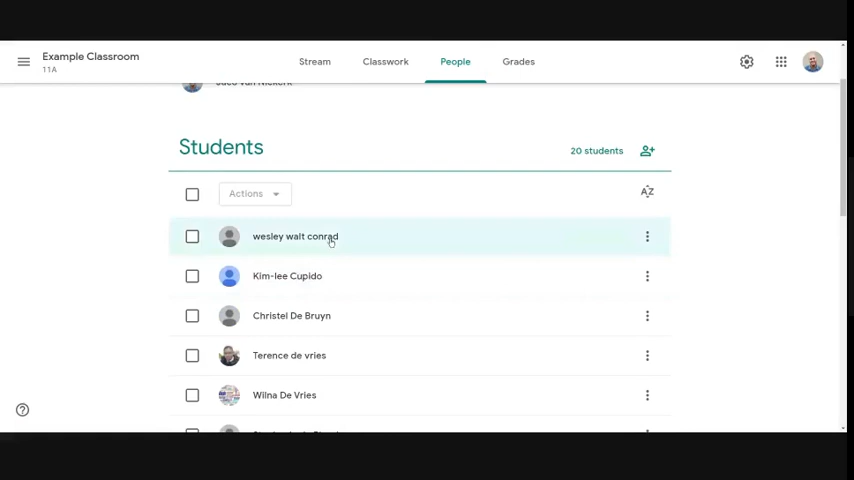 Example Classroom
11A
Stream
Classwork
People
Grades
Students
20 students
Actions
AZ
wesley walt conrad
Kim-lee Cupido
Christel De Bruyn
Terence de vries
Wilna De Vries